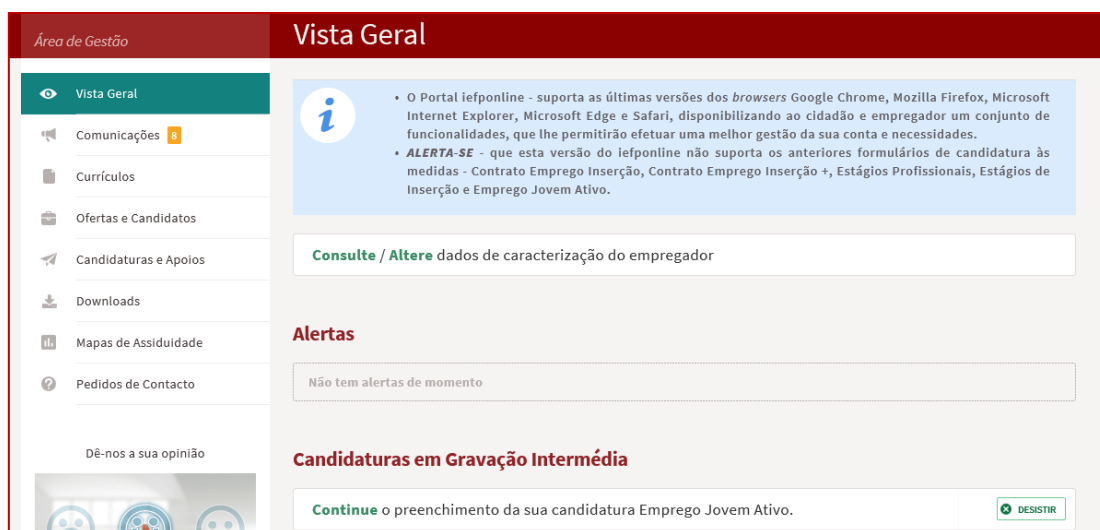 Área de Gestão
Vista Geral
Vista Geral
Comunicações 8
Currículos
Ofertas e Candidatos
Candidaturas e Apoios
Downloads
Mapas de Assiduidade
Pedidos de Contacto
Dê-nos a sua opinião
i
• O Portal iefponline - suporta as últimas versões dos browsers Google Chrome, Mozilla Firefox, Microsoft
Internet Explorer, Microsoft Edge e Safari, disponibilizando ao cidadão e empregador um conjunto de
funcionalidades, que lhe permitirão efetuar uma melhor gestão da sua conta e necessidades.
• ALERTA-SE - que esta versão do iefponline não suporta os anteriores formulários de candidatura às
medidas - Contrato Emprego Inserção, Contrato Emprego Inserção +, Estágios Profissionais, Estágios de
Inserção e Emprego Jovem Ativo.
Consulte / Altere dados de caracterização do empregador
Alertas
Não tem alertas de momento
Candidaturas em Gravação Intermédia
Continue o preenchimento da sua candidatura Emprego Jovem Ativo.
DESISTIR